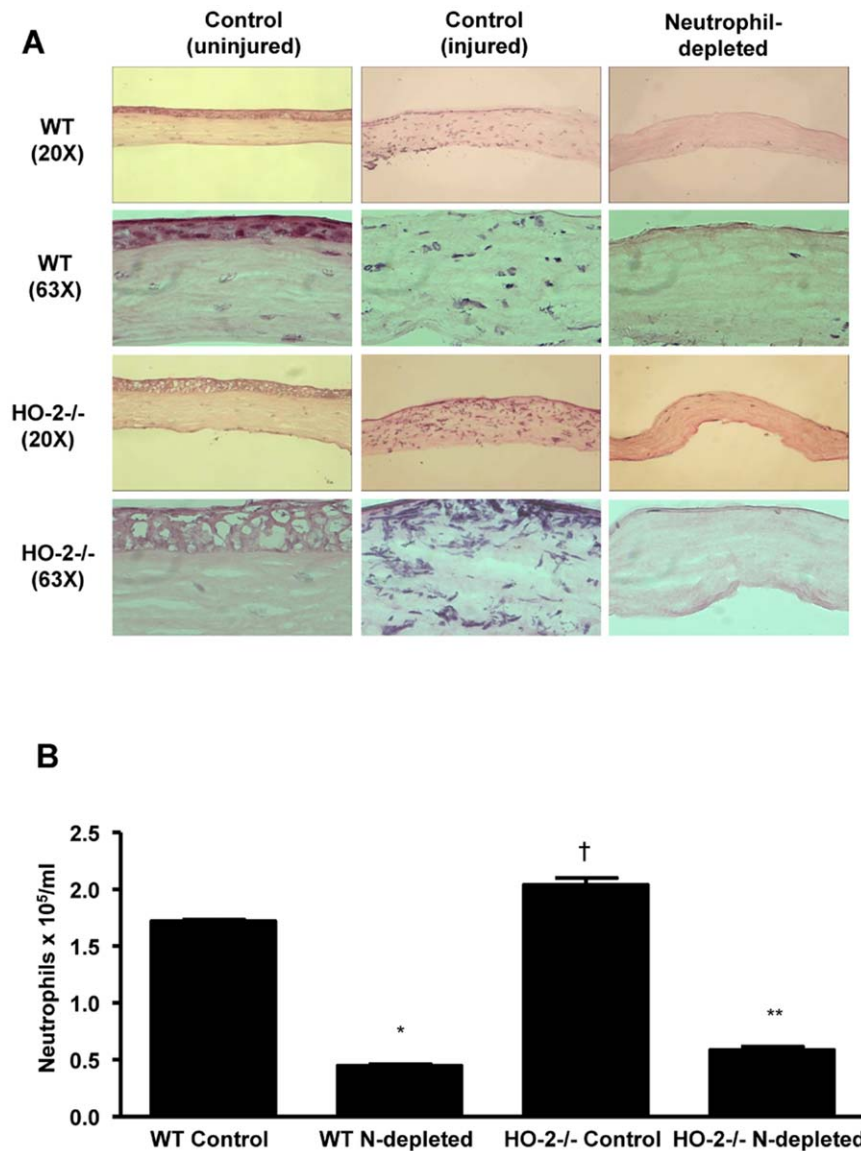 A
Control
(uninjured)
Control
(injured)
Neutrophil-
depleted
WT
(20X)
WT
(63X)
HO-2-/-
(20X)
HO-2-/-
(63X)
B
Neutrophils x 10⁵/ml
2.5
2.0
1.5
1.0
0.5
0.0
*
†
**
WT Control
WT N-depleted
HO-2-/- Control
HO-2-/- N-depleted